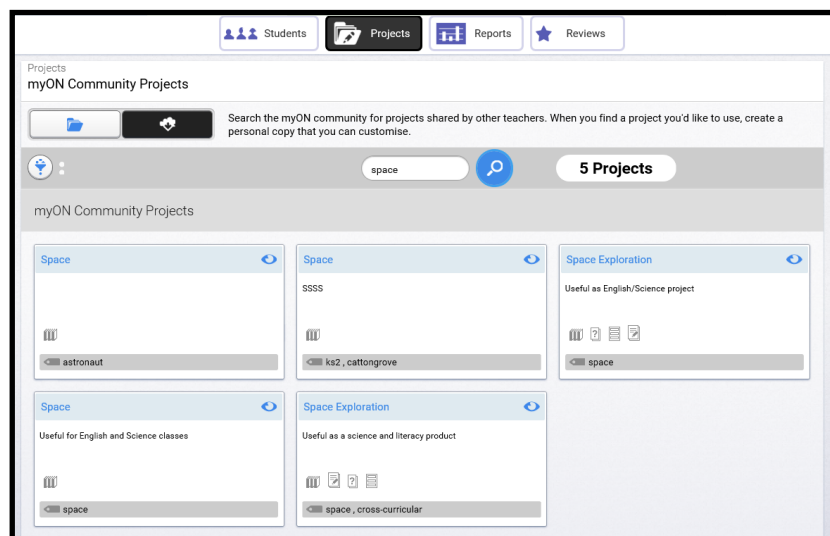 Students
Projects
Reports
Reviews
Projects
myON Community Projects
Search the myON community for projects shared by other teachers. When you find a project you'd like to use, create a
personal copy that you can customise.
space
5 Projects
myON Community Projects
Space
astronaut
Space
SSSS
ks2 , cattongrove
Space Exploration
Useful as English/Science project
space
Space
Useful for English and Science classes
space
Space Exploration
Useful as a science and literacy product
space , cross-curricular